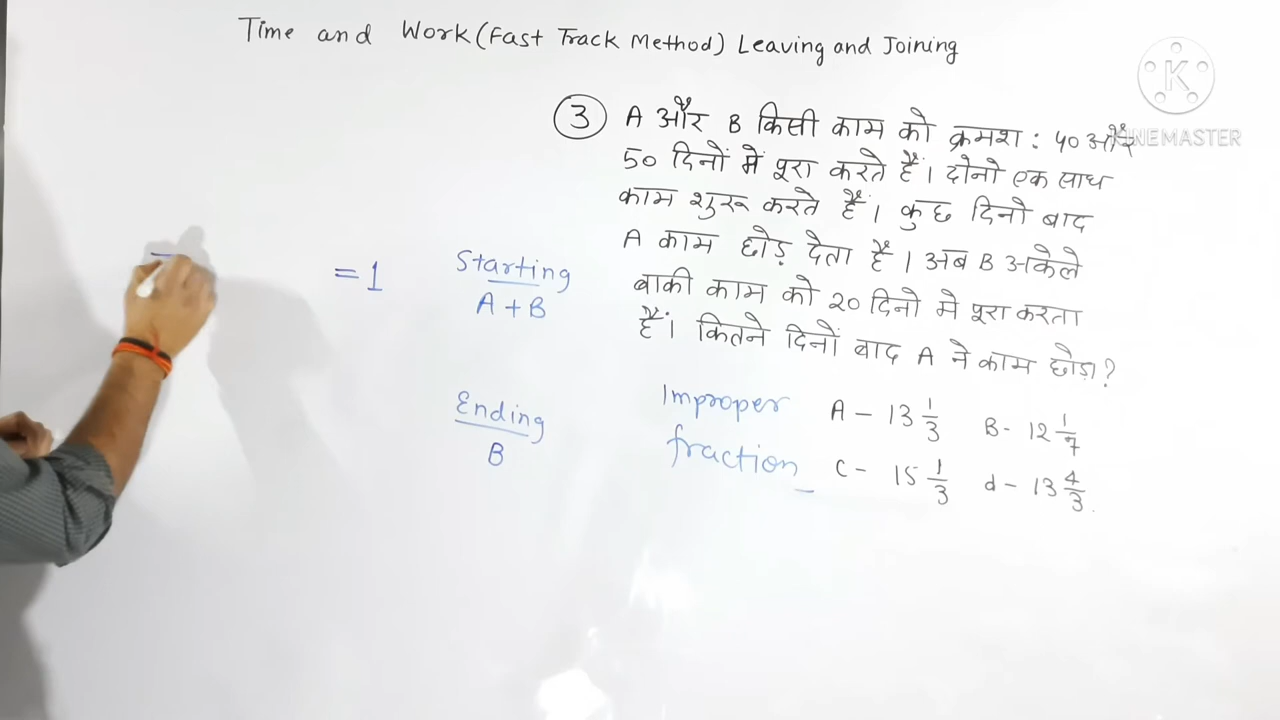 Time and Work (Fast Track Method) Leaving and Joining
K
KINEMASTER
3 A और B किसी काम को क्रमश: 40 और
50 दिनों में पूरा करते हैं। दोनो एक साथ
काम शुरू करते हैं। कुछ दिनो बाद
A काम छोड़ देता है। अब B अकेले
बाकी काम को 20 दिनो मे पूरा करता
हैं। कितने दिनों बाद A ने काम छोड़ा?
= 1
Starting
A + B
Ending
B
Improper
fraction
A - 13 1/3 B - 12 1/7
C - 15 1/3 d - 13 4/3